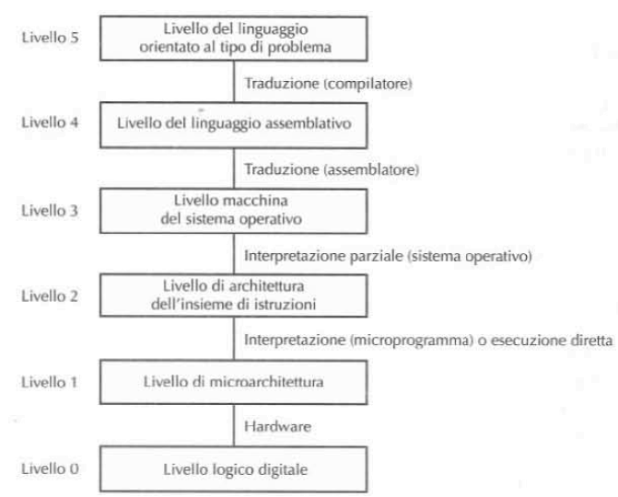 Livello 5
Livello del linguaggio
orientato al tipo di problema
Traduzione (compilatore)
Livello 4
Livello del linguaggio assemblativo
Traduzione (assemblatore)
Livello 3
Livello macchina
del sistema operativo
Interpretazione parziale (sistema operativo)
Livello 2
Livello di architettura
dell'insieme di istruzioni
Interpretazione (microprogramma) o esecuzione diretta
Livello 1
Livello di microarchitettura
Hardware
Livello 0
Livello logico digitale